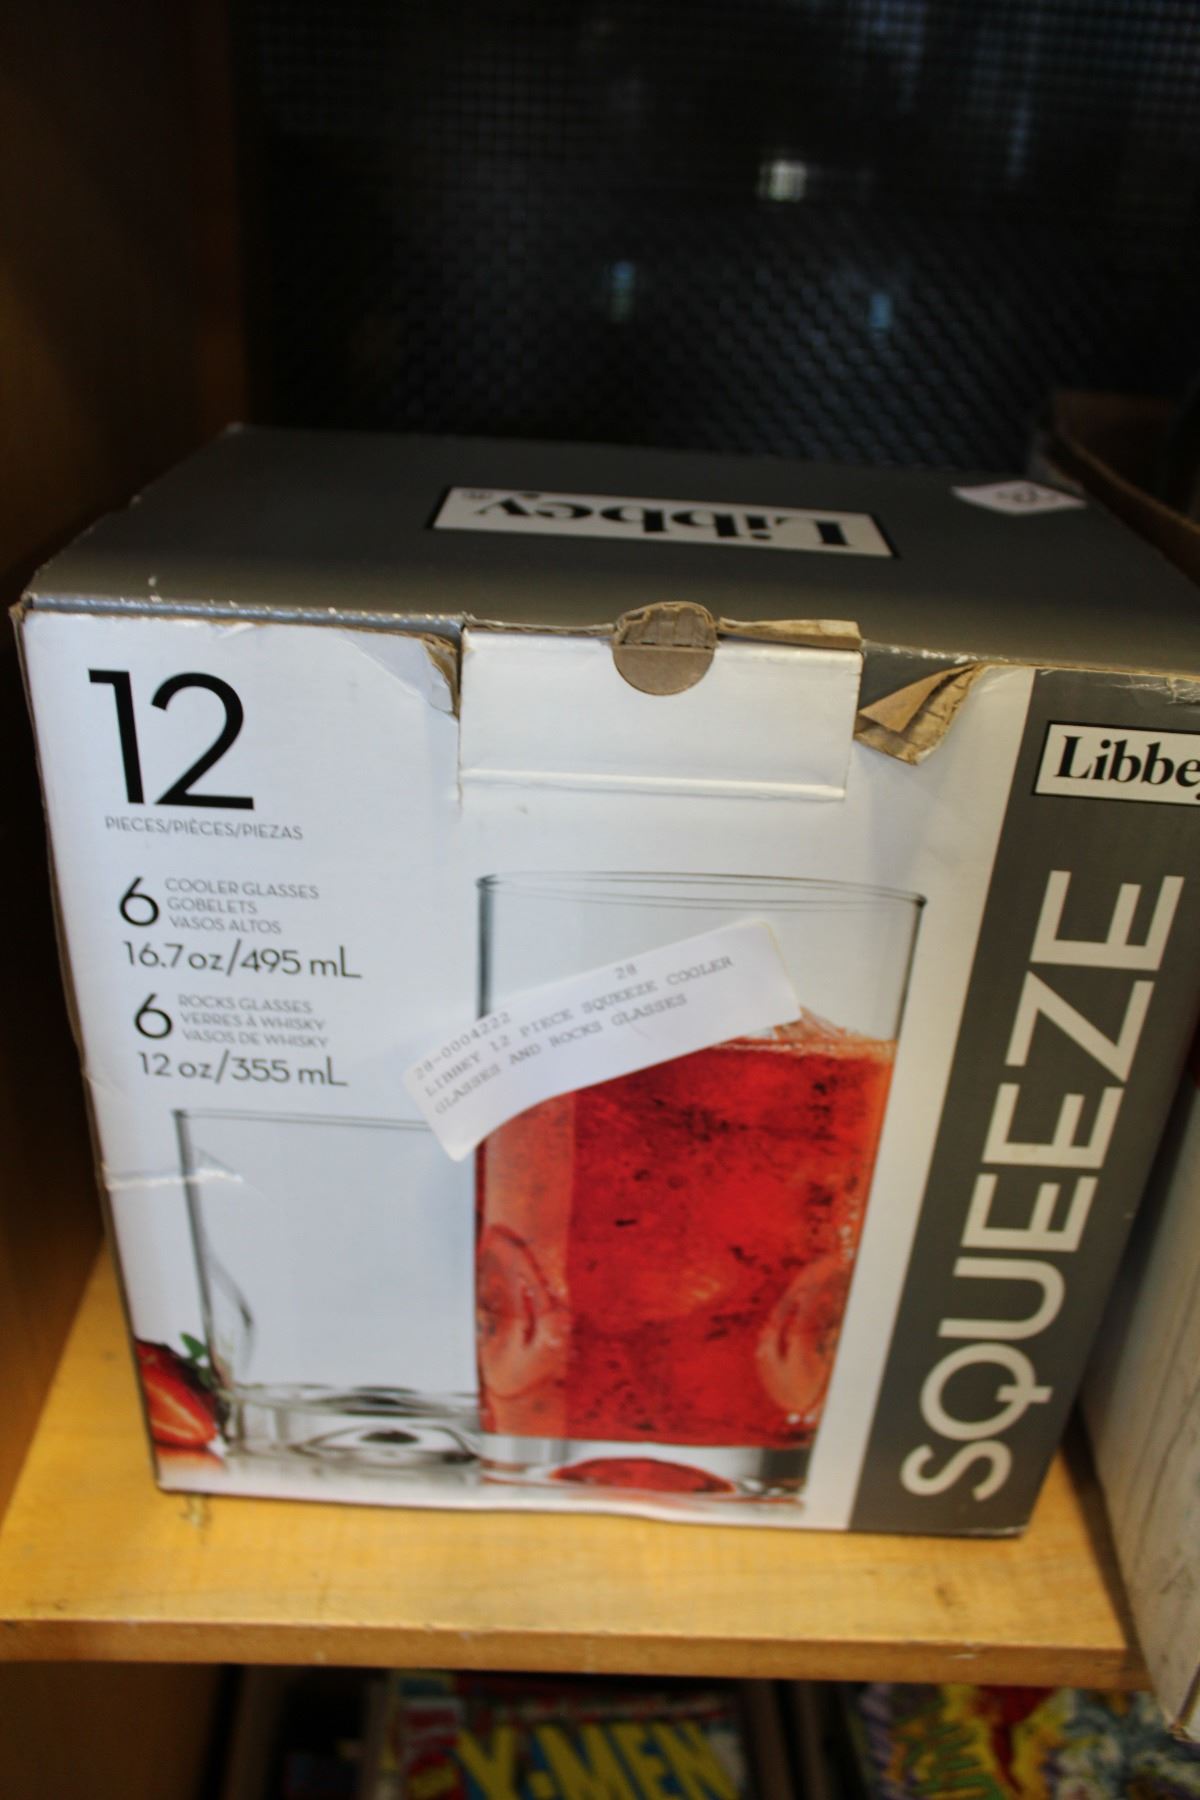 Libbey
12
PIECES/PIÈCES/PIEZAS
6 COOLER GLASSES
GOBELETS
VASOS ALTOS
16.7 oz/495 mL
6 ROCKS GLASSES
VERRES À WHISKY
VASOS DE WHISKY
12 oz/355 mL
28
28-0004222
LIBBEY 12 PIECE SQUEEZE COOLER
GLASSES AND ROCKS GLASSES
Libbey
SQUEEZE
X-MEN